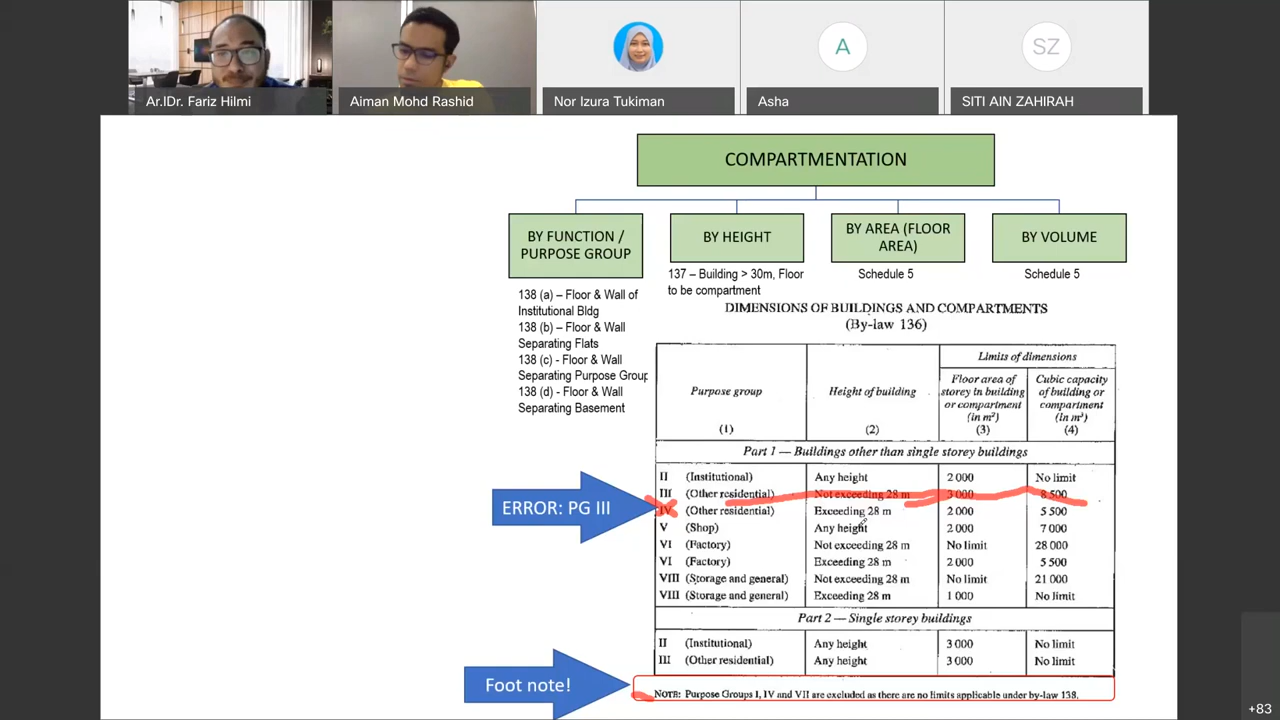 Ar.IDr. Fariz Hilmi
Aiman Mohd Rashid
Nor Izura Tukiman
A
Asha
SZ
SITI AIN ZAHIRAH
COMPARTMENTATION
BY FUNCTION /
PURPOSE GROUP
BY HEIGHT
BY AREA (FLOOR
AREA)
BY VOLUME
138 (a) – Floor & Wall of
Institutional Bldg
138 (b) – Floor & Wall
Separating Flats
138 (c) - Floor & Wall
Separating Purpose Group
138 (d) - Floor & Wall
Separating Basement
137 – Building > 30m, Floor
to be compartment
Schedule 5
Schedule 5
DIMENSIONS OF BUILDINGS AND COMPARTMENTS
(By-law 136)
Limits of dimensions
Purpose group
(1)
Height of building
(2)
Floor area of
storey in building
or compartment
(in m²)
(3)
Cubic capacity
of building or
compartment
(in m³)
(4)
Part 1 — Buildings other than single storey buildings
II (Institutional) Any height 2 000 No limit
III (Other residential) Not exceeding 28 m 3 000 8 500
IV (Other residential) Exceeding 28 m 2 000 5 500
V (Shop) Any height 2 000 7 000
VI (Factory) Not exceeding 28 m No limit 28 000
VI (Factory) Exceeding 28 m 2 000 5 500
VIII (Storage and general) Not exceeding 28 m No limit 21 000
VIII (Storage and general) Exceeding 28 m 1 000 No limit
Part 2 — Single storey buildings
II (Institutional) Any height 3 000 No limit
III (Other residential) Any height 3 000 No limit
NOTE: Purpose Groups I, IV and VII are excluded as there are no limits applicable under by-law 138.
ERROR: PG III
Foot note!
+83